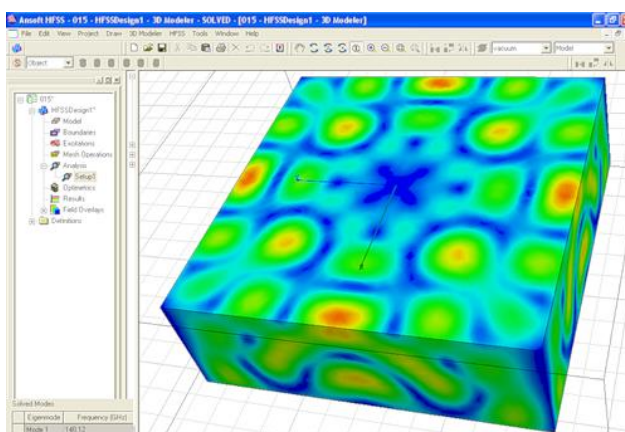 Ansoft HFSS - 015 - HFSSDesign1 - 3D Modeler - SOLVED - [015 - HFSSDesign1 - 3D Modeler]
File Edit View Project Draw 3D Modeler HFSS Tools Window Help
vacuum Model
Object
015*
HFSSDesign1*
Model
Boundaries
Excitations
Mesh Operations
Analysis
Setup1
Optimetrics
Results
Field Overlays
Definitions
Solved Modes
Eigenmode Frequency (GHz)
Mode 1 140.12